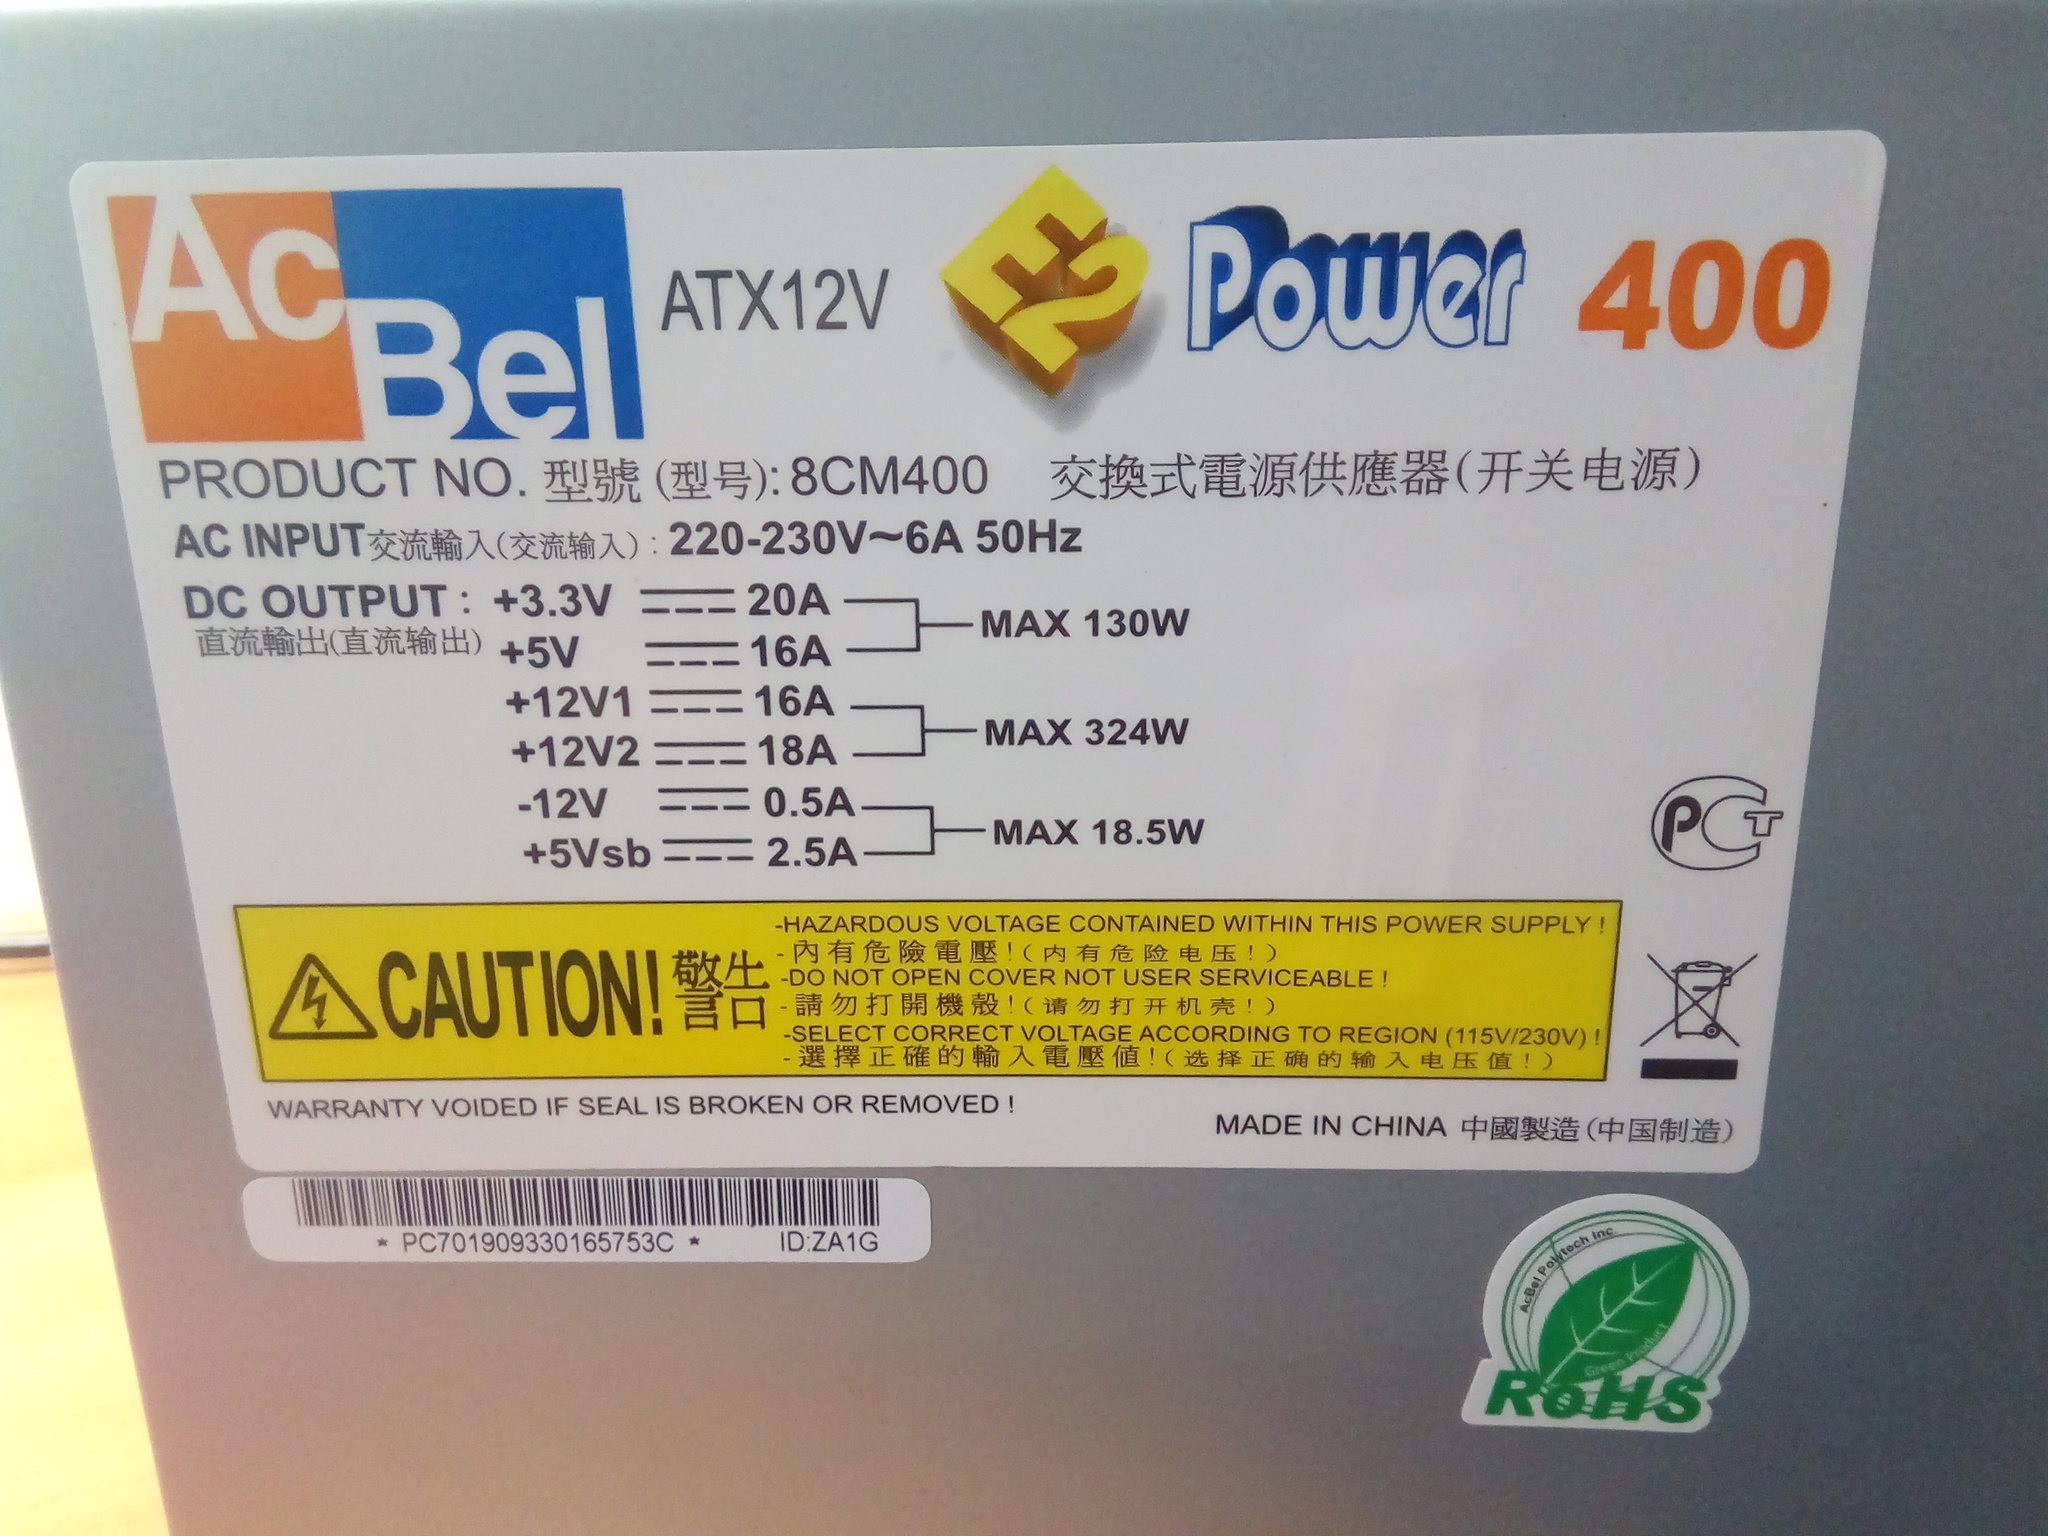 AcBel ATX12V E2 Power 400
PRODUCT NO. 型號 (型号): 8CM400 交換式電源供應器(开关电源)
AC INPUT交流輸入(交流输入) : 220-230V~6A 50Hz
DC OUTPUT : +3.3V 20A
直流輸出(直流输出) +5V 16A
MAX 130W
+12V1 16A
+12V2 18A
MAX 324W
-12V 0.5A
+5Vsb 2.5A
MAX 18.5W
PCT
CAUTION! 警告
-HAZARDOUS VOLTAGE CONTAINED WITHIN THIS POWER SUPPLY !
- 內有危險電壓!(内有危险电压!)
-DO NOT OPEN COVER NOT USER SERVICEABLE !
- 請勿打開機殼!(请勿打开机壳!)
-SELECT CORRECT VOLTAGE ACCORDING TO REGION (115V/230V) !
- 選擇正確的輸入電壓值!(选择正确的输入电压值!)
WARRANTY VOIDED IF SEAL IS BROKEN OR REMOVED !
MADE IN CHINA 中國製造(中国制造)
* PC701909330165753C * ID:ZA1G
AcBel Polytech Inc.
Green Product
RoHS